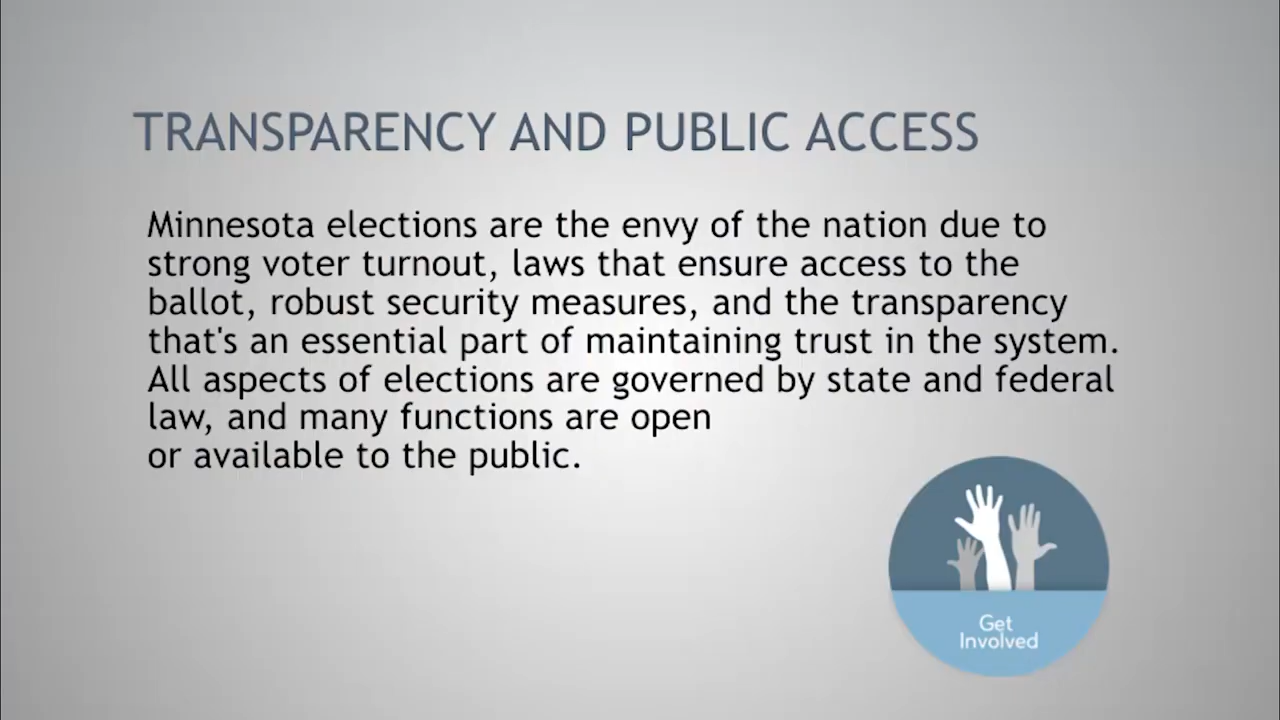 TRANSPARENCY AND PUBLIC ACCESS
Minnesota elections are the envy of the nation due to
strong voter turnout, laws that ensure access to the
ballot, robust security measures, and the transparency
that's an essential part of maintaining trust in the system.
All aspects of elections are governed by state and federal
law, and many functions are open
or available to the public.
Get
Involved